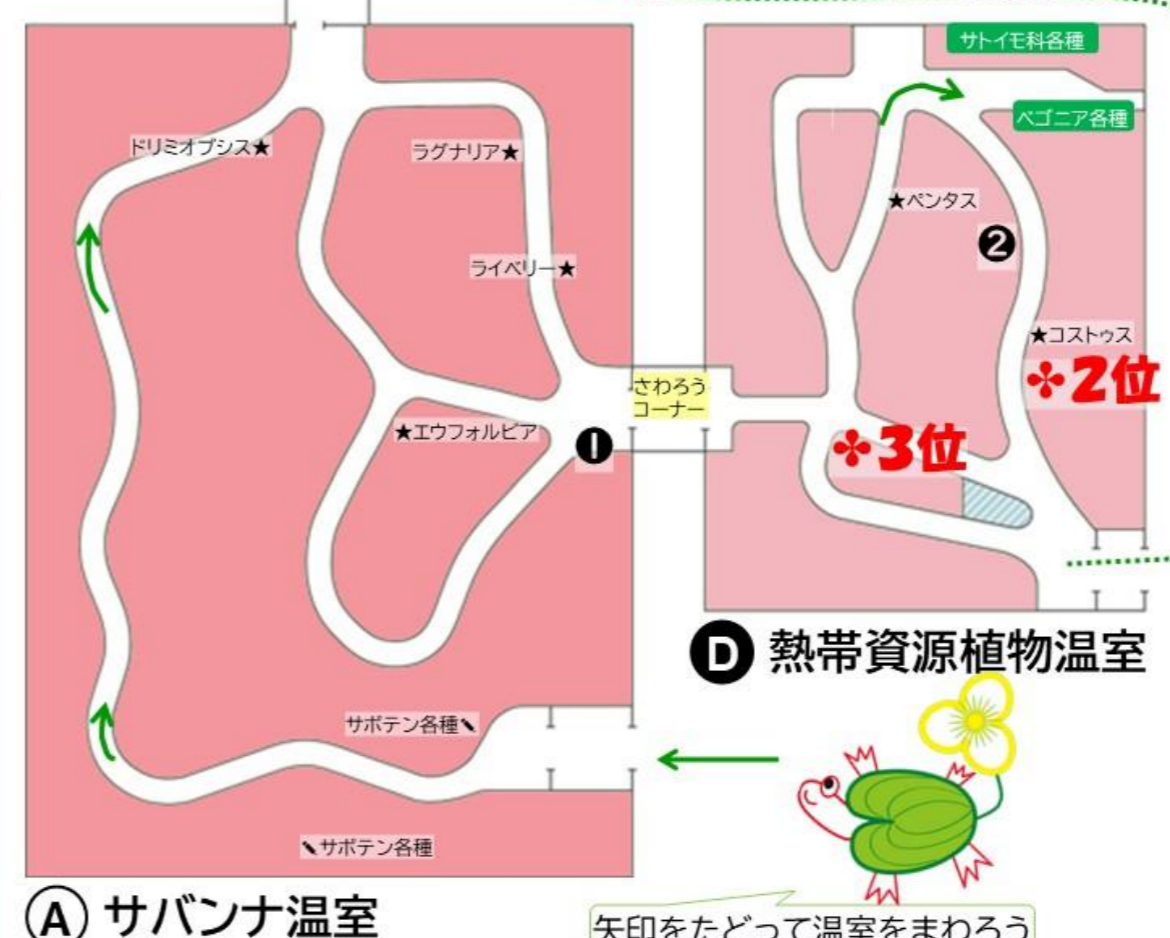 サトイモ科各種
ベゴニア各種
ドリミオプシス★
ラグナリア★
★ペンタス
❷
ライベリー★
★コストゥス
✤2位
さわろう
コーナー
★エウフォルビア
❶
✤3位
D 熱帯資源植物温室
サボテン各種
サボテン各種
A サバンナ温室
矢印をたどって温室をまわろう